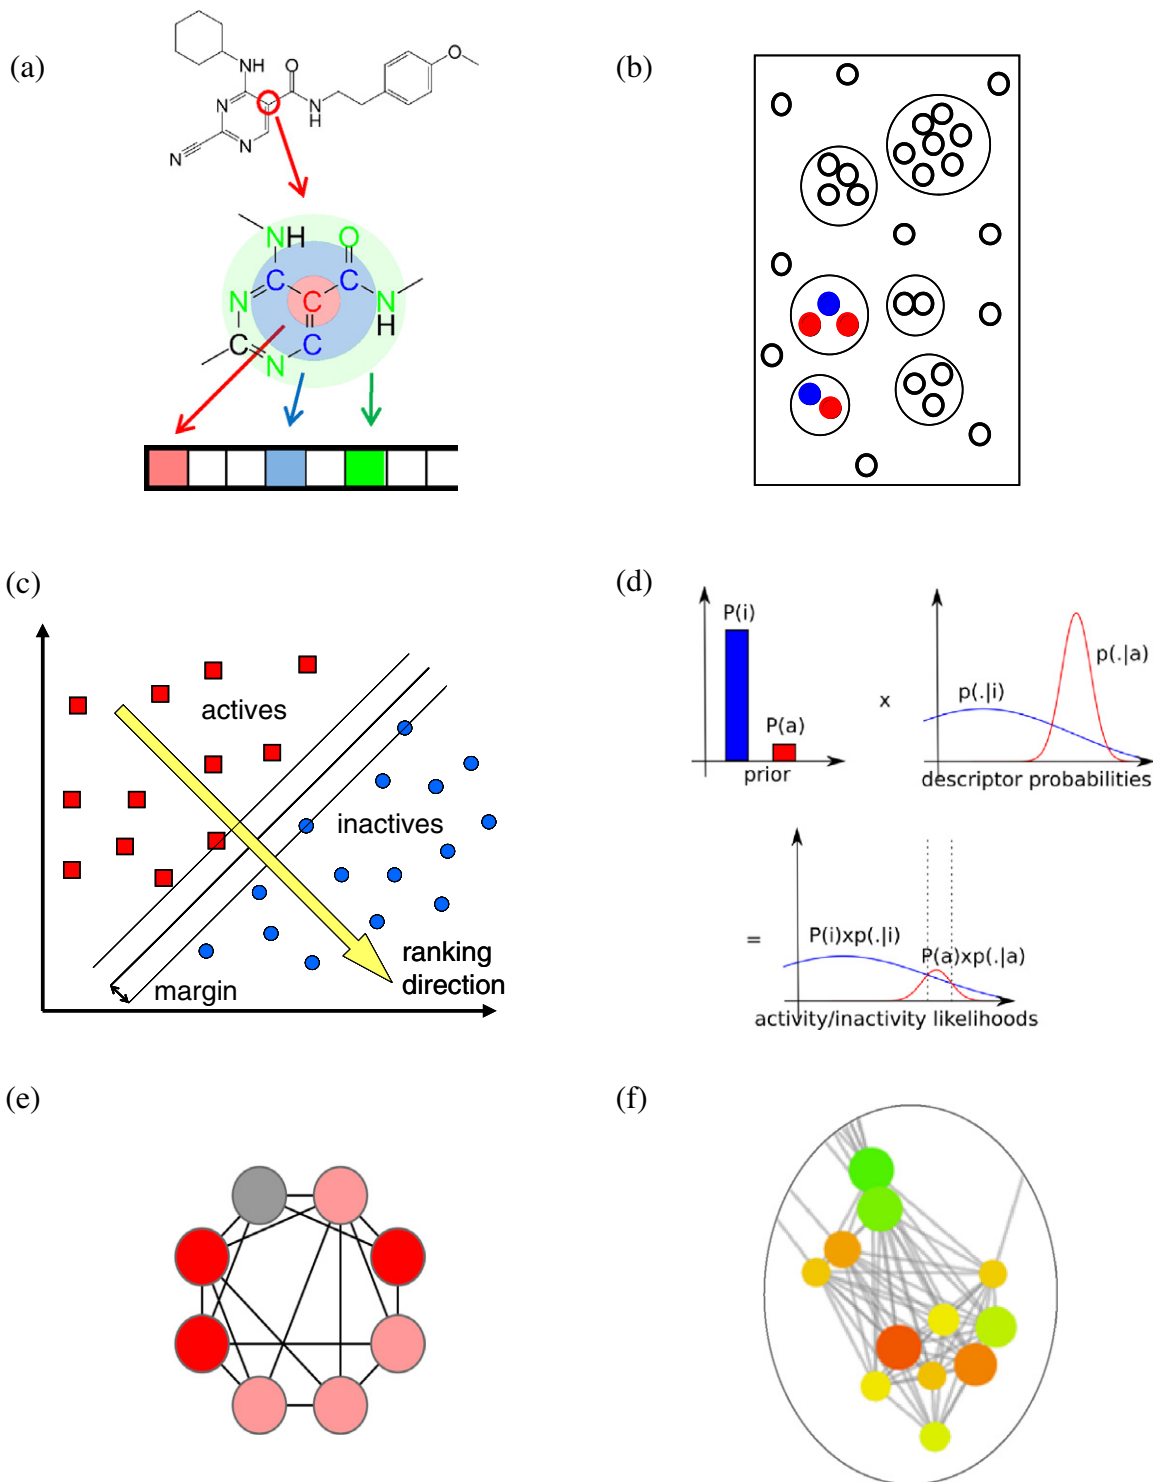 (a)
NH
O
O
N
N
H
N
N
NH
O
C
C
N
C
N
H
C
C
N
(b)
(c)
actives
inactives
ranking
direction
margin
(d)
P(i)
P(a)
prior
x
p(.|i)
p(.|a)
descriptor probabilities
=
P(i)xp(.|i)
P(a)xp(.|a)
activity/inactivity likelihoods
(e)
(f)